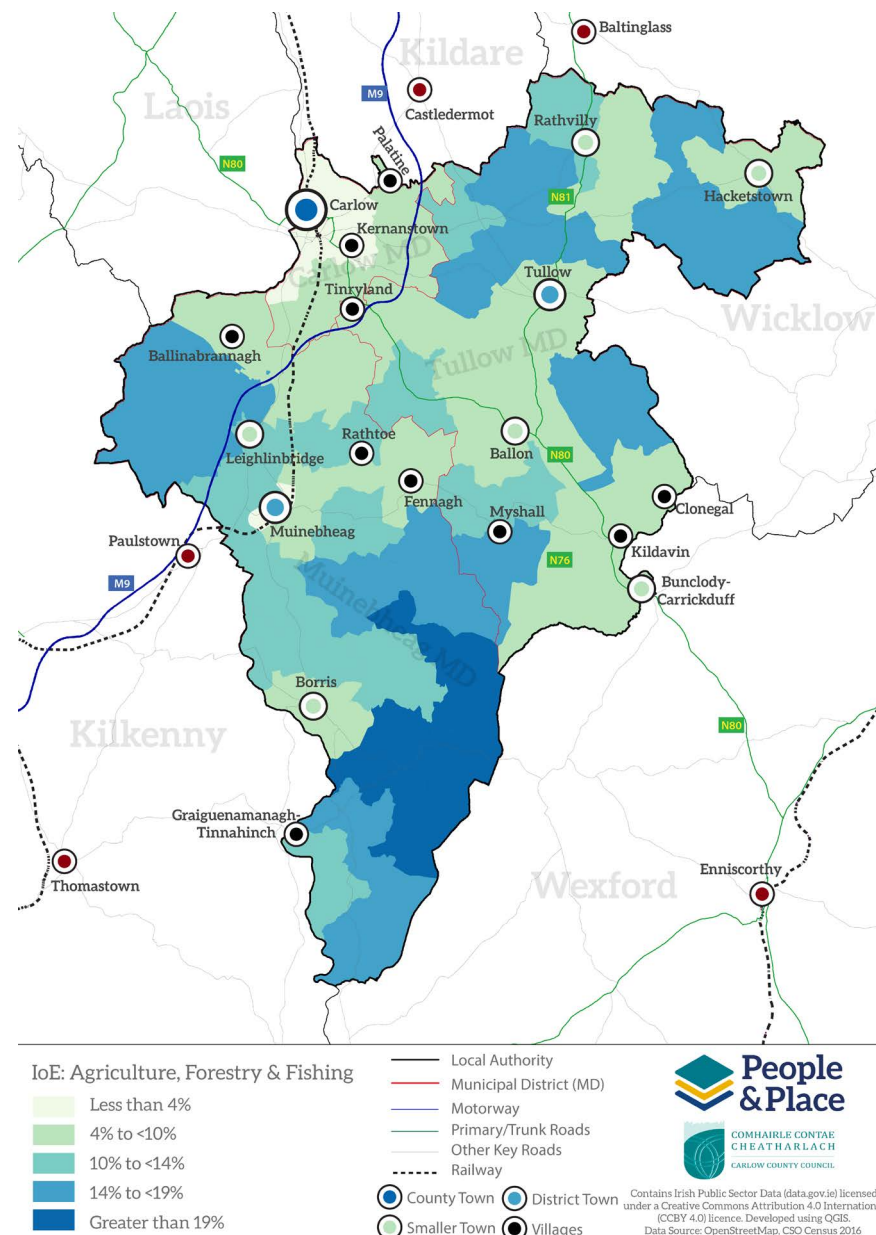 Baltinglass
Kildare
M9
Castledermot
Laois
Rathvilly
Palatine
N80
Hacketstown
N81
Carlow
Kernanstown
Carlow MD
Tullow
Tinryland
Wicklow
Ballinabrannagh
Tullow MD
Rathtoe
Leighlinbridge
Ballon
N80
Fennagh
Clonegal
Myshall
Muinebheag
Paulstown
Kildavin
N76
M9
Bunclody-
Carrickduff
Muinebheag MD
Borris
N80
Kilkenny
Graiguenamanagh-
Tinnahinch
Enniscorthy
Wexford
Thomastown
IoE: Agriculture, Forestry & Fishing
Less than 4%
4% to <10%
10% to <14%
14% to <19%
Greater than 19%
Local Authority
Municipal District (MD)
Motorway
Primary/Trunk Roads
Other Key Roads
Railway
County Town
District Town
Smaller Town
Villages
People
& Place
COMHAIRLE CONTAE
CHEATHARLACH
CARLOW COUNTY COUNCIL
Contains Irish Public Sector Data (data.gov.ie) licensed
under a Creative Commons Attribution 4.0 Internation
(CCBY 4.0) licence. Developed using QGIS.
Data Source: OpenStreetMap, CSO Census 2016